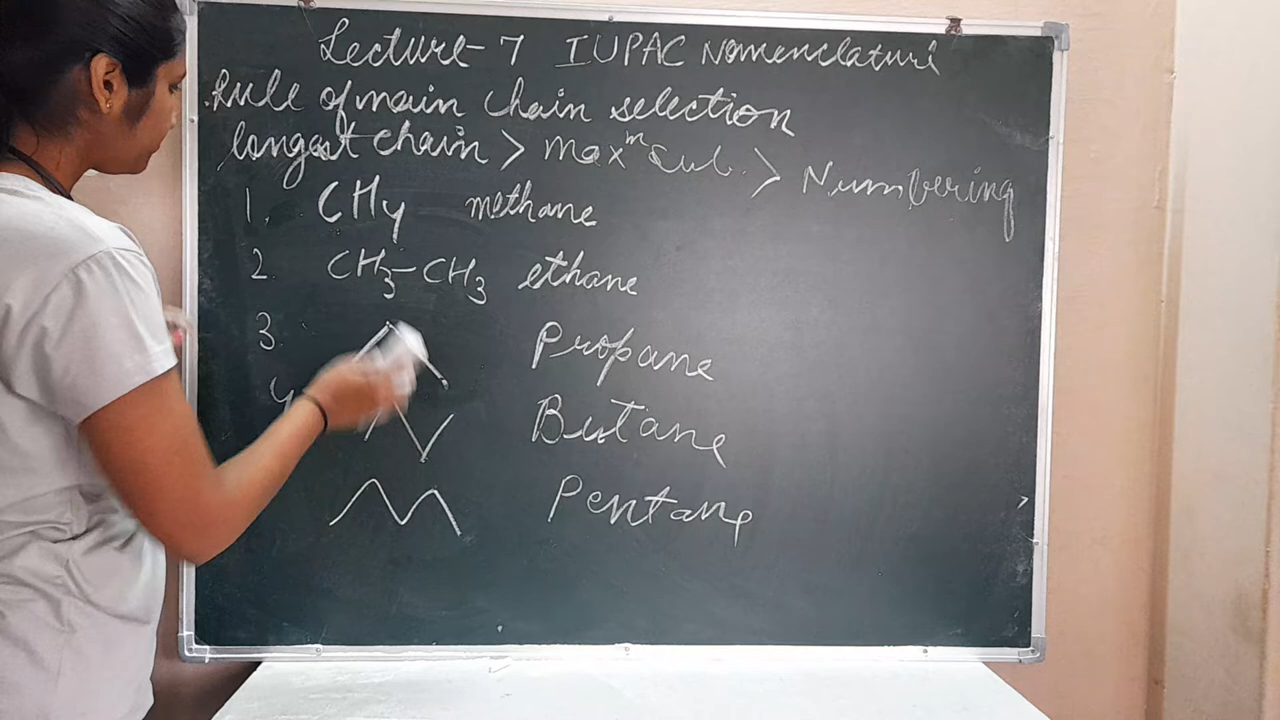 Lecture-7 IUPAC Nomenclature
Rule of main chain selection
longest chain > maxᵐ sub. > Numbering
1. CH4 methane
2. CH3-CH3 ethane
3. Propane
4 Butane
Pentane